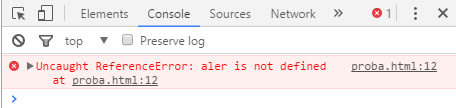 Elements Console Sources Network » 1
top Preserve log
Uncaught ReferenceError: aler is not defined proba.html:12
at proba.html:12